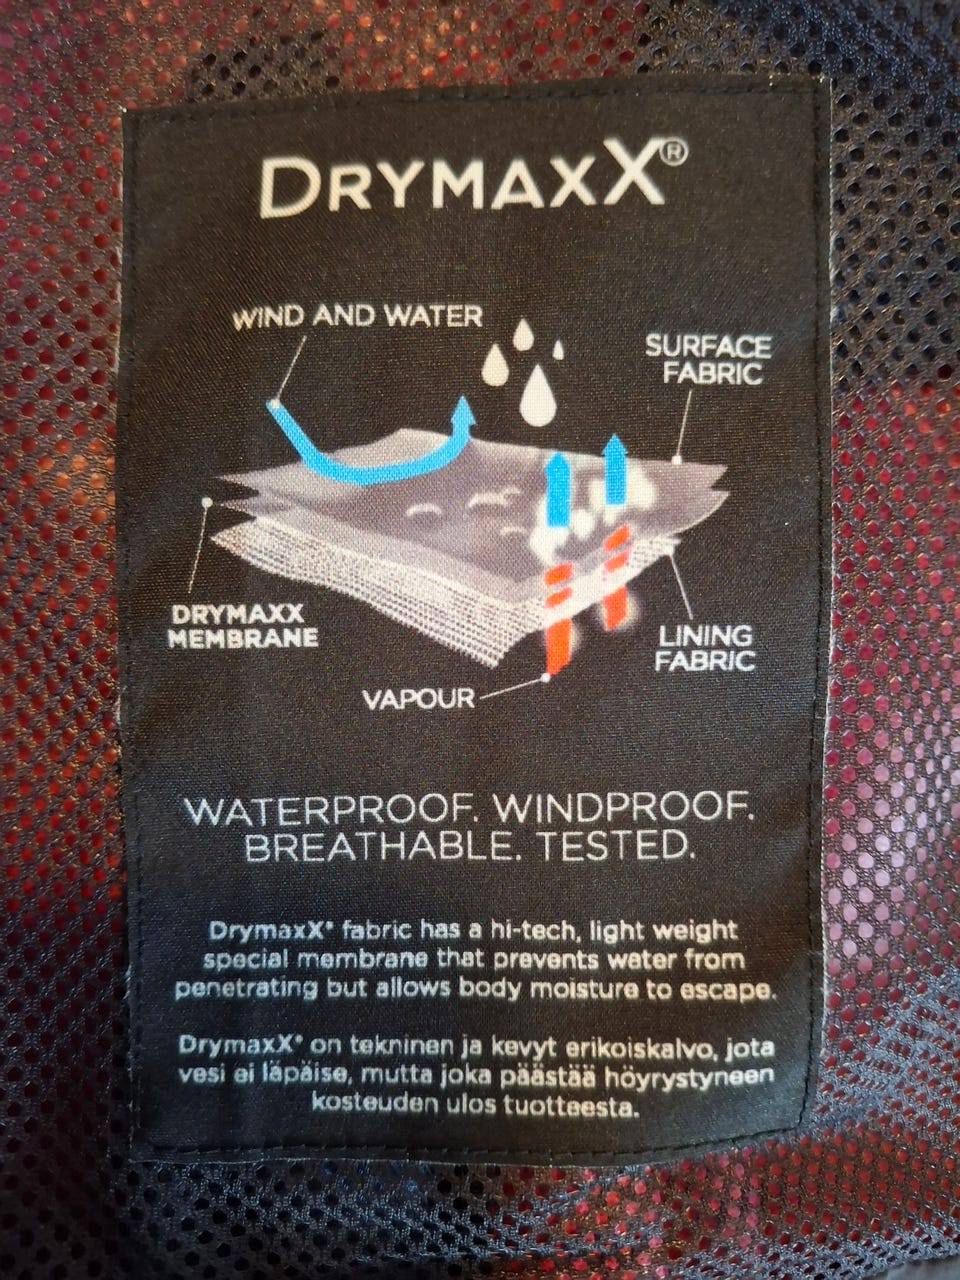 DRYMAXX®
WIND AND WATER
SURFACE
FABRIC
DRYMAXX
MEMBRANE
LINING
FABRIC
VAPOUR
WATERPROOF. WINDPROOF.
BREATHABLE. TESTED.
DrymaxX® fabric has a hi-tech, light weight
special membrane that prevents water from
penetrating but allows body moisture to escape.
DrymaxX® on tekninen ja kevyt erikoiskalvo, jota
vesi ei läpäise, mutta joka päästää höyrystyneen
kosteuden ulos tuotteesta.